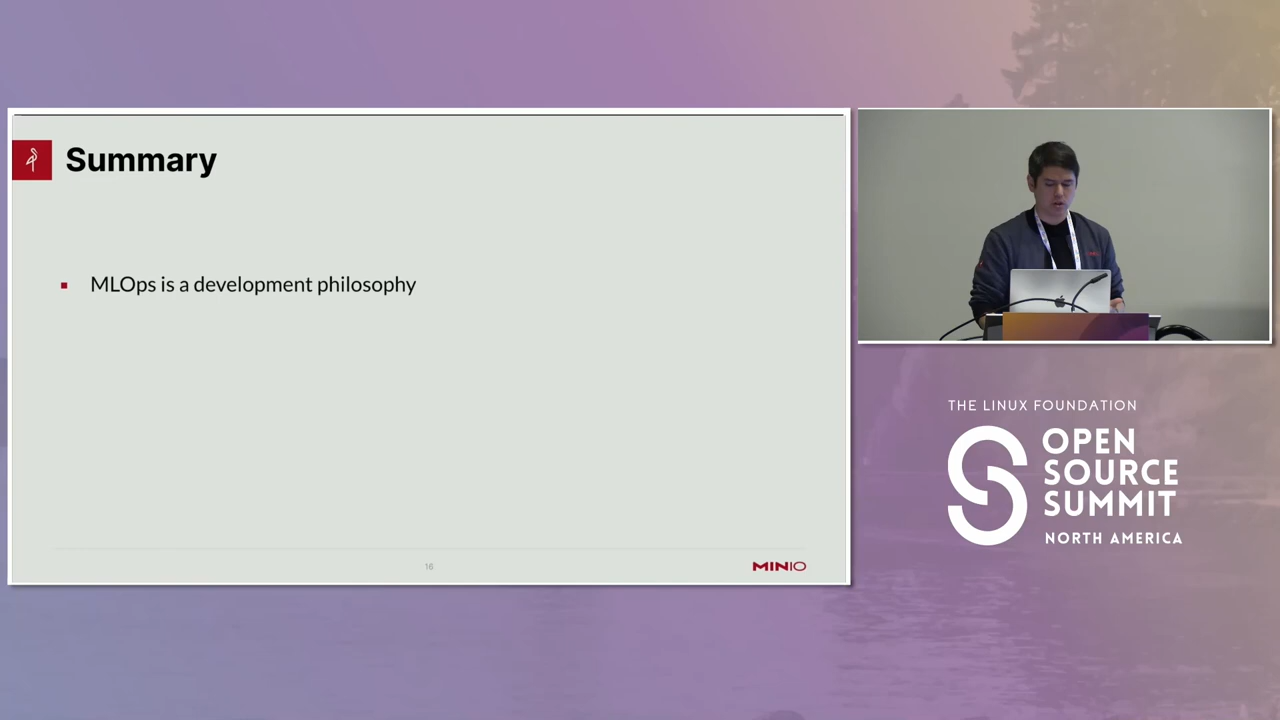 Summary
MLOps is a development philosophy
16
MINIO
THE LINUX FOUNDATION
OPEN
SOURCE
SUMMIT
NORTH AMERICA